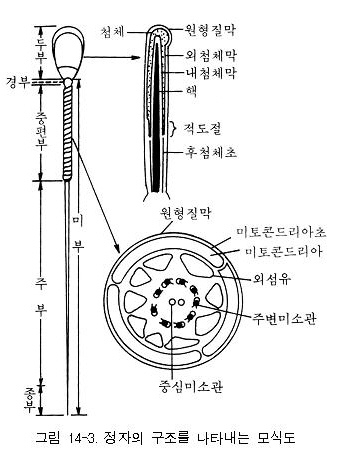 두부
경부
중편부
미부
주부
종부
첨체
원형질막
외첨체막
내첨체막
핵
적도절
후첨체초
원형질막
미토콘드리아초
미토콘드리아
외섬유
주변미소관
중심미소관
그림 14-3. 정자의 구조를 나타내는 모식도